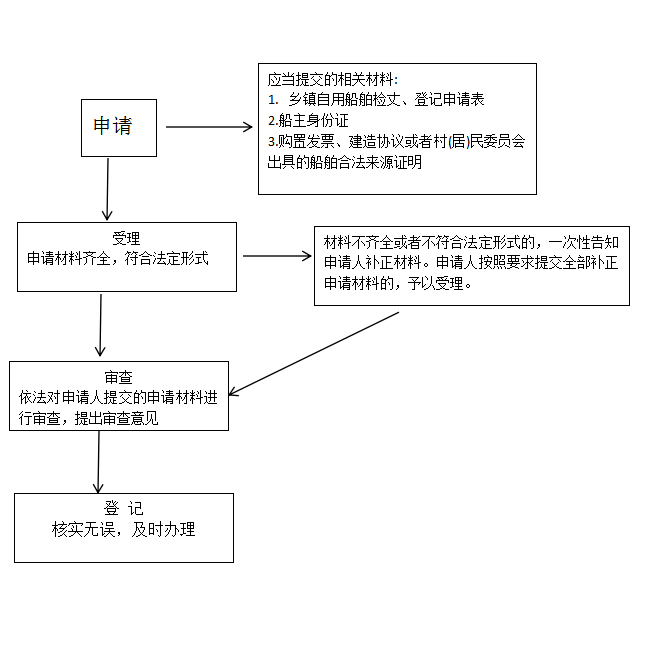 申请
应当提交的相关材料:
1. 乡镇自用船舶检丈、登记申请表
2.船主身份证
3.购置发票、建造协议或者村(居)民委员会
出具的船舶合法来源证明
受理
申请材料齐全，符合法定形式
材料不齐全或者不符合法定形式的，一次性告知
申请人补正材料。申请人按照要求提交全部补正
申请材料的，予以受理。
审查
依法对申请人提交的申请材料进
行审查，提出审查意见
登 记
核实无误，及时办理